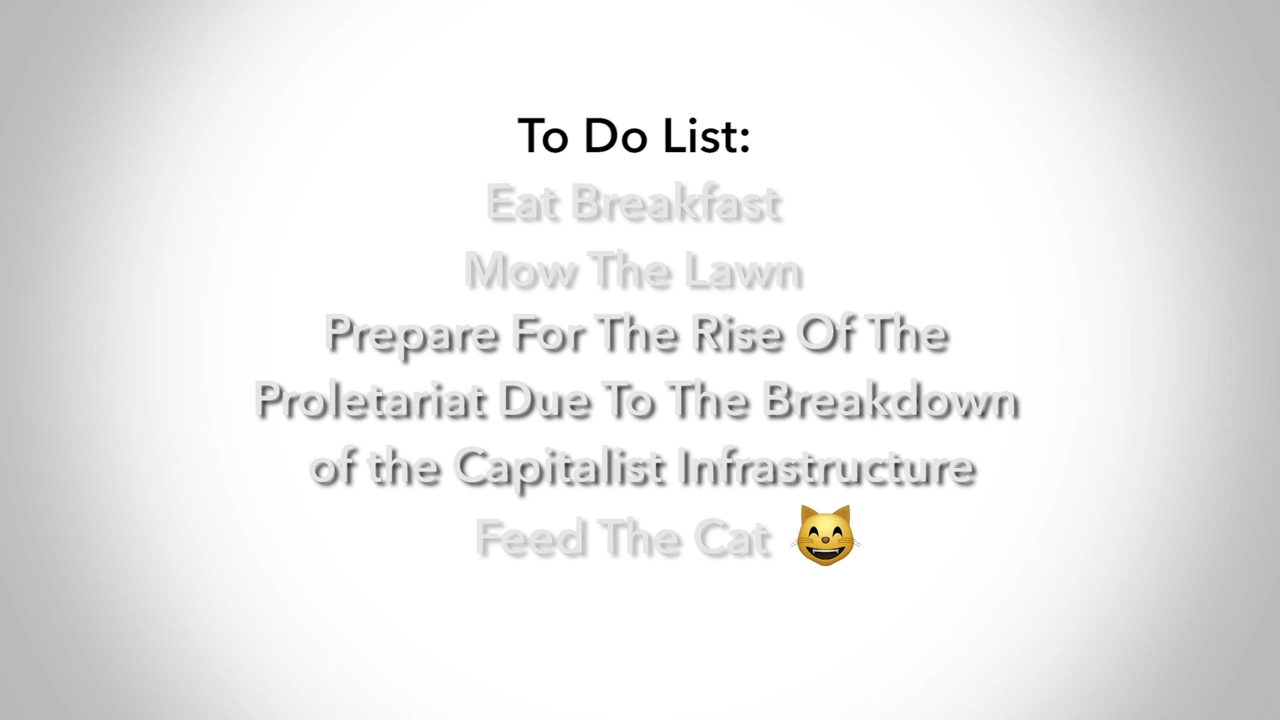 To Do List:
Eat Breakfast
Mow The Lawn
Prepare For The Rise Of The
Proletariat Due To The Breakdown
of the Capitalist Infrastructure
Feed The Cat 😸